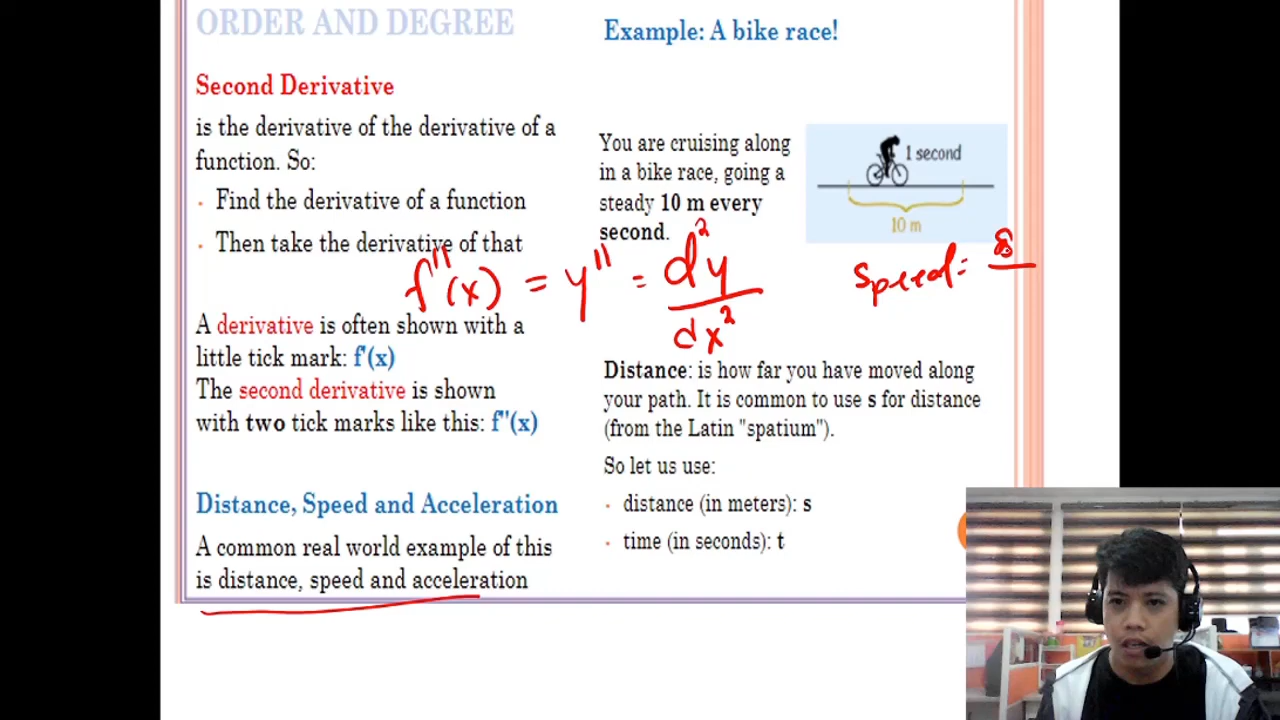 ORDER AND DEGREE
Second Derivative
is the derivative of the derivative of a
function. So:
· Find the derivative of a function
· Then take the derivative of that
f''(x) = y'' = d²y
dx²
A derivative is often shown with a
little tick mark: f'(x)
The second derivative is shown
with two tick marks like this: f''(x)
Distance, Speed and Acceleration
A common real world example of this
is distance, speed and acceleration
Example: A bike race!
You are cruising along
in a bike race, going a
steady 10 m every
second.
1 second
10 m
Speed =
Distance: is how far you have moved along
your path. It is common to use s for distance
(from the Latin "spatium").
So let us use:
· distance (in meters): s
· time (in seconds): t